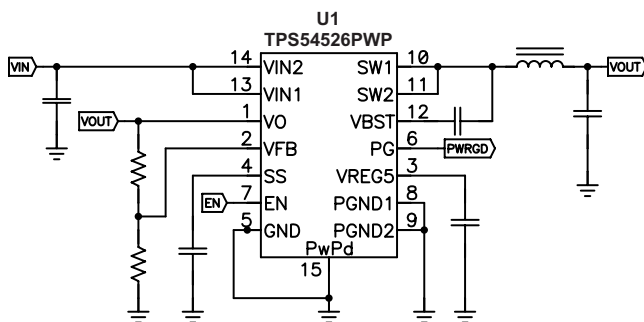 U1
TPS54526PWP
VIN
14
VIN2
SW1
10
VOUT
13
VIN1
SW2
11
VOUT
1
VO
VBST
12
2
VFB
PG
6
PWRGD
4
SS
VREG5
3
EN
7
EN
PGND1
8
5
GND
PGND2
9
PwPd
15